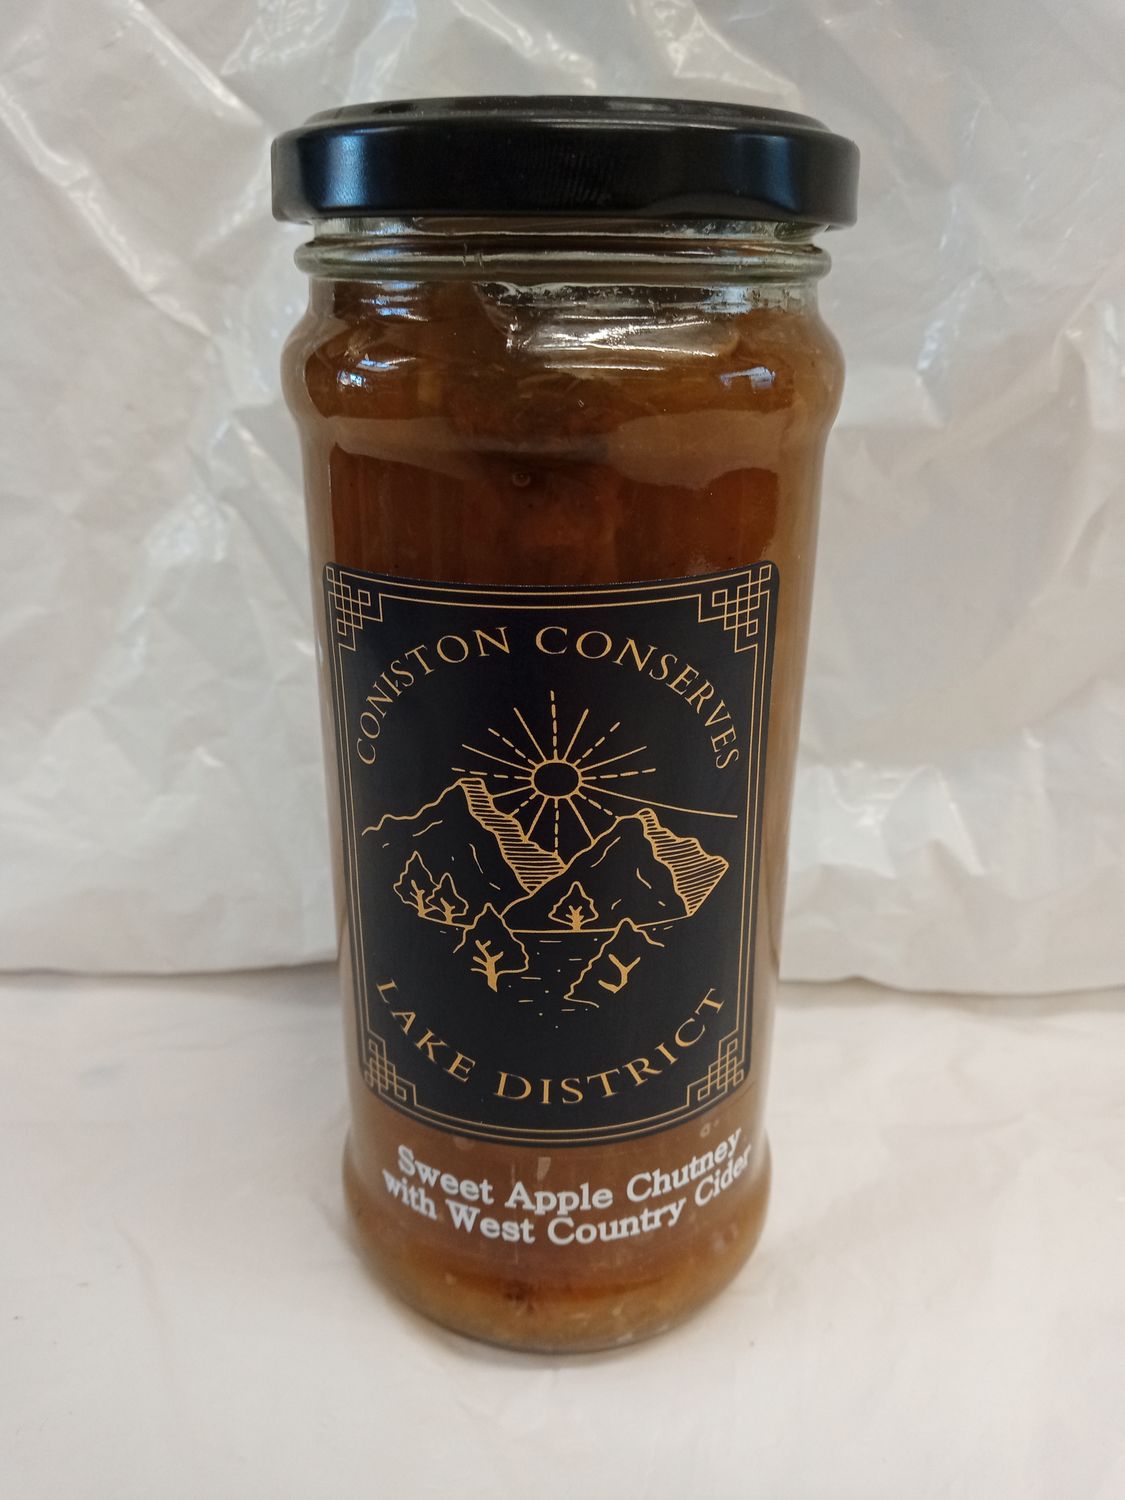 CONISTON CONSERVES
LAKE DISTRICT
Sweet Apple Chutney
with West Country Cider